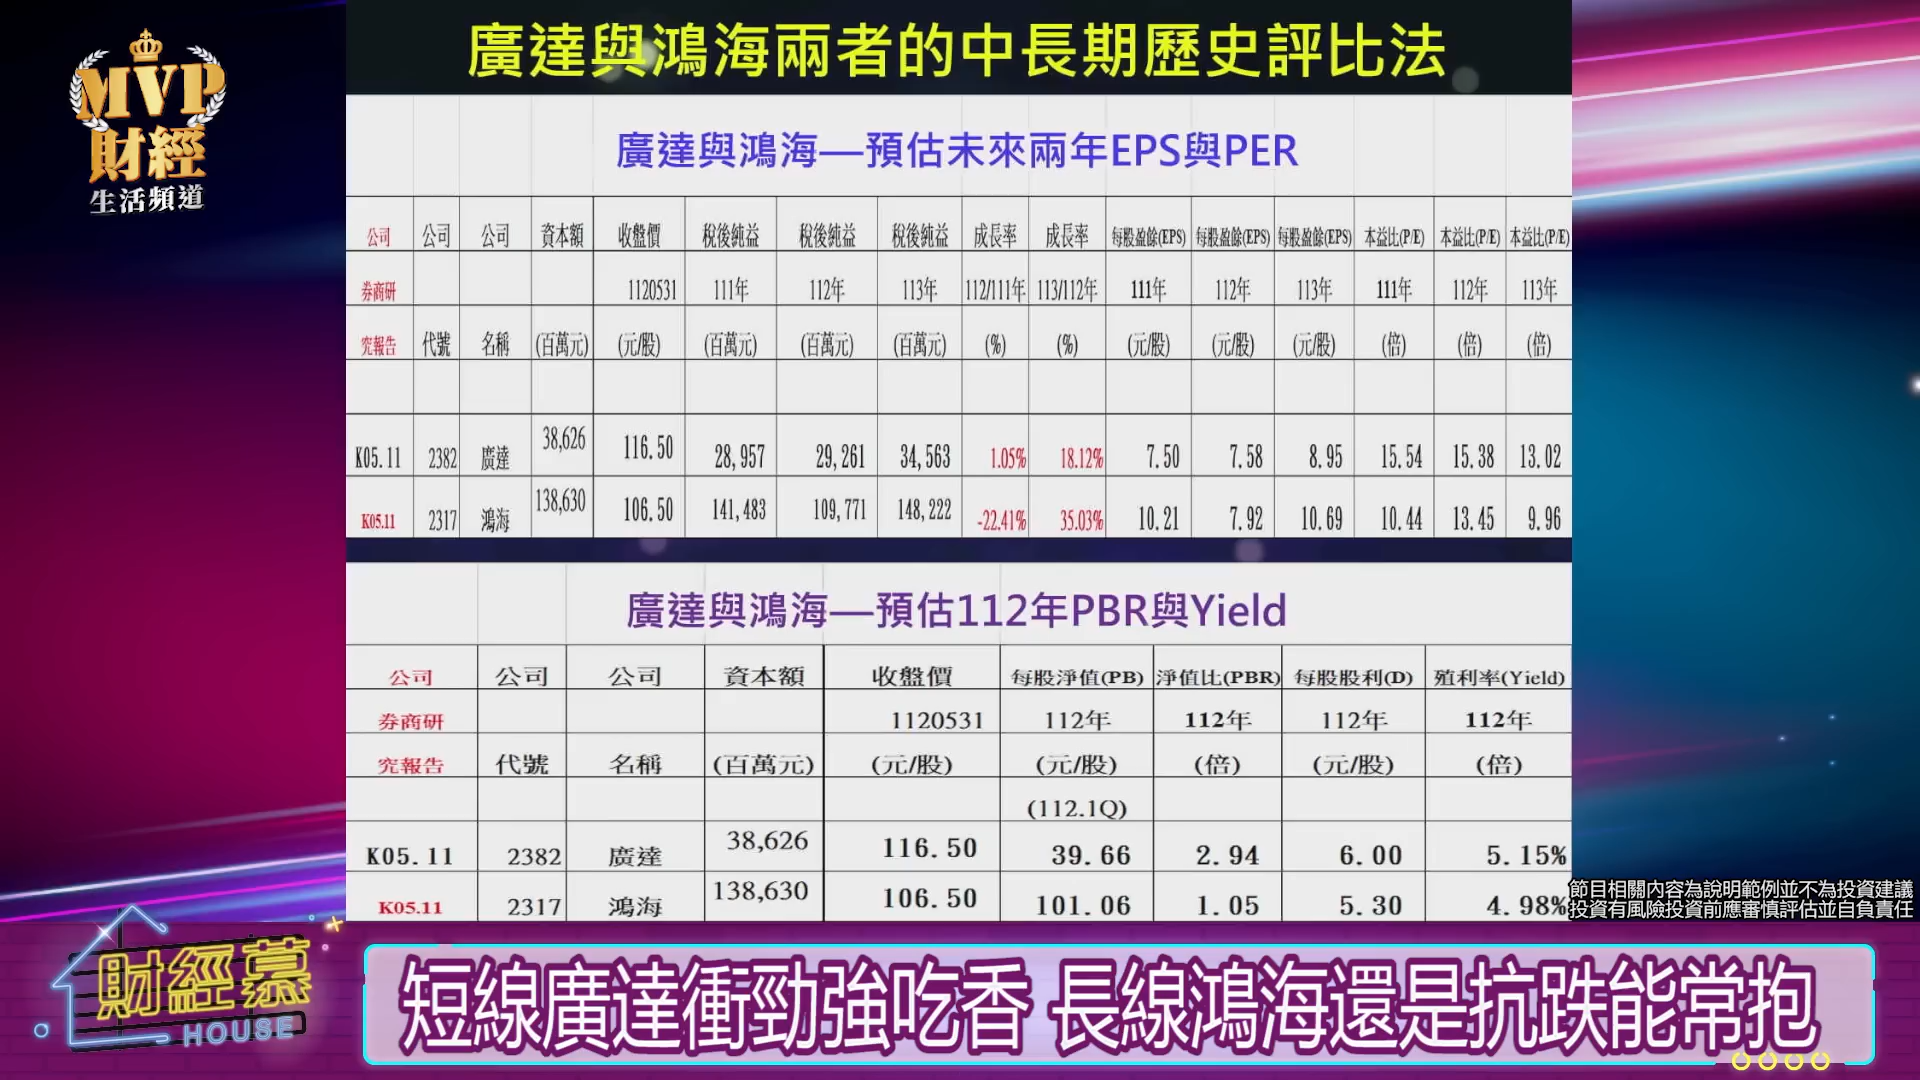 MVP
財經
生活頻道
廣達與鴻海兩者的中長期歷史評比法
廣達與鴻海—預估未來兩年EPS與PER
公司 公司 公司 資本額 收盤價 稅後純益 稅後純益 稅後純益 成長率 成長率 每股盈餘(EPS) 每股盈餘(EPS) 每股盈餘(EPS) 本益比(P/E) 本益比(P/E) 本益比(P/E)
券商研 1120531 111年 112年 113年 112/111年 113/112年 111年 112年 113年 111年 112年 113年
究報告 代號 名稱 (百萬元) (元/股) (百萬元) (百萬元) (百萬元) (%) (%) (元/股) (元/股) (元/股) (倍) (倍) (倍)
K05.11 2382 廣達 38,626 116.50 28,957 29,261 34,563 1.05% 18.12% 7.50 7.58 8.95 15.54 15.38 13.02
K05.11 2317 鴻海 138,630 106.50 141,483 109,771 148,222 -22.41% 35.03% 10.21 7.92 10.69 10.44 13.45 9.96
廣達與鴻海—預估112年PBR與Yield
公司 公司 公司 資本額 收盤價 每股淨值(PB) 淨值比(PBR) 每股股利(D) 殖利率(Yield)
券商研 1120531 112年 112年 112年 112年
究報告 代號 名稱 (百萬元) (元/股) (元/股) (倍) (元/股) (倍)
(112.1Q)
K05.11 2382 廣達 38,626 116.50 39.66 2.94 6.00 5.15%
K05.11 2317 鴻海 138,630 106.50 101.06 1.05 5.30 4.98%
節目相關內容為說明範例並不為投資建議
投資有風險投資前應審慎評估並自負責任
財經慕
HOUSE
短線廣達衝勁強吃香 長線鴻海還是抗跌能常抱